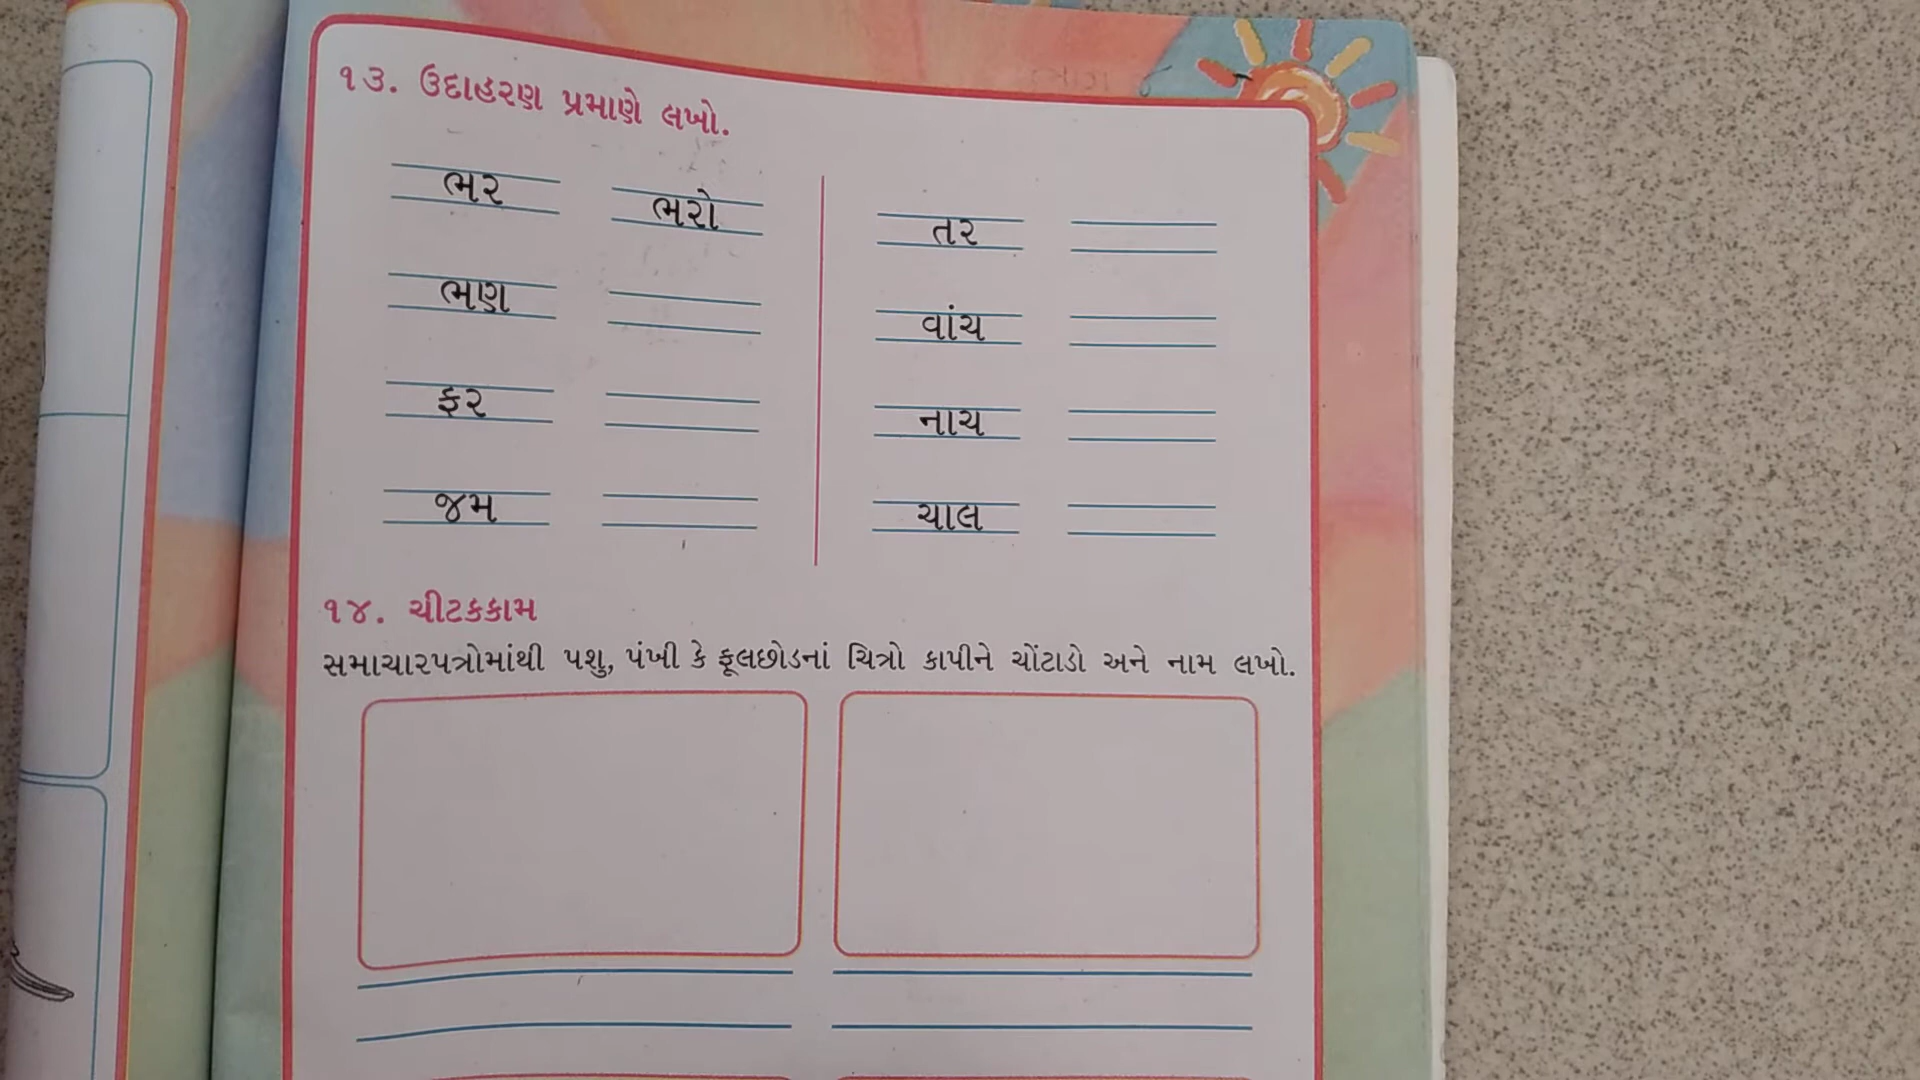 ૧૩. ઉદાહરણ પ્રમાણે લખો.
ભર ભરો તર
ભણ વાંચ
ફર નાચ
જમ ચાલ
૧૪. ચીટકકામ
સમાચારપત્રોમાંથી પશુ, પંખી કે ફૂલછોડનાં ચિત્રો કાપીને ચોંટાડો અને નામ લખો.